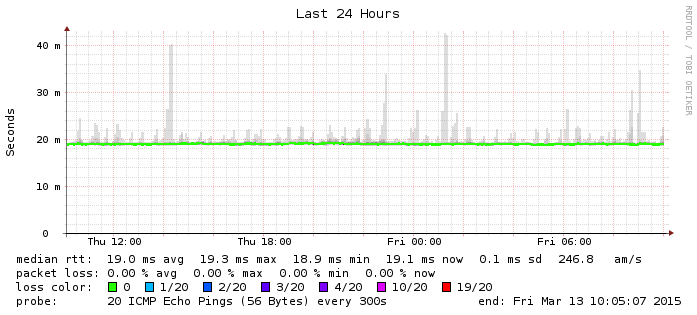 Last 24 Hours
RRDTOOL / TOBI OETIKER
Seconds
40 m
30 m
20 m
10 m
0
Thu 12:00 Thu 18:00 Fri 00:00 Fri 06:00
median rtt: 19.0 ms avg 19.3 ms max 18.9 ms min 19.1 ms now 0.1 ms sd 246.8 am/s
packet loss: 0.00 % avg 0.00 % max 0.00 % min 0.00 % now
loss color: 0 1/20 2/20 3/20 4/20 10/20 19/20
probe: 20 ICMP Echo Pings (56 Bytes) every 300s end: Fri Mar 13 10:05:07 2015